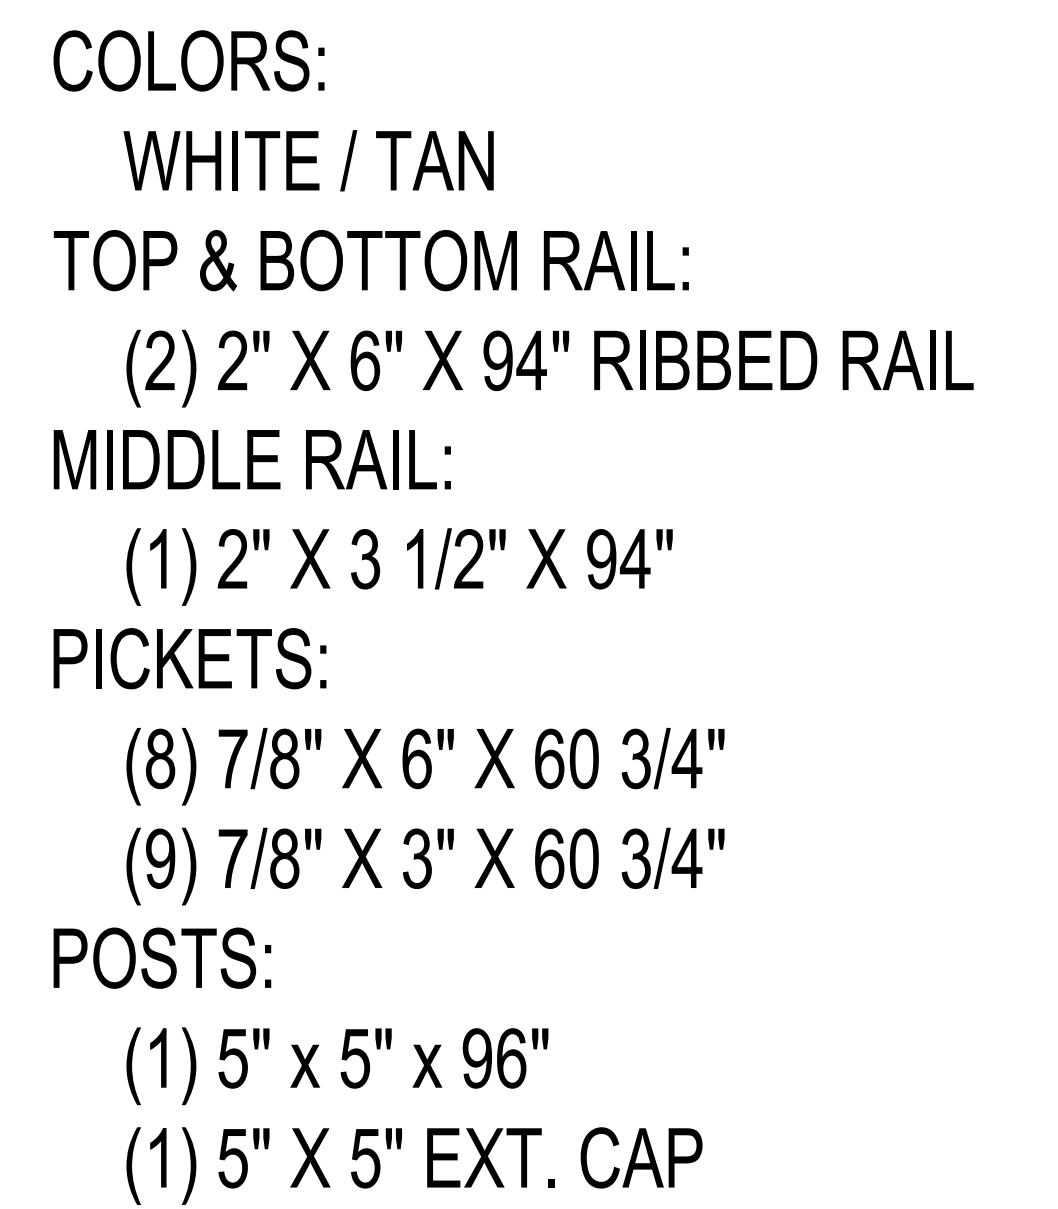 COLORS:
WHITE / TAN
TOP & BOTTOM RAIL:
(2) 2" X 6" X 94" RIBBED RAIL
MIDDLE RAIL:
(1) 2" X 3 1/2" X 94"
PICKETS:
(8) 7/8" X 6" X 60 3/4"
(9) 7/8" X 3" X 60 3/4"
POSTS:
(1) 5" x 5" x 96"
(1) 5" X 5" EXT. CAP